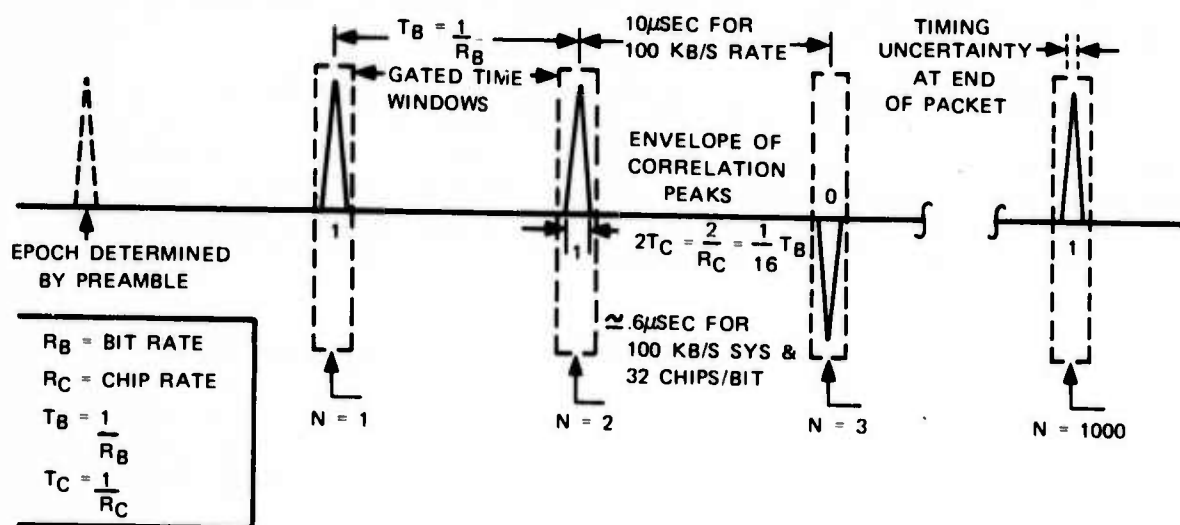 T_B = 1/R_B
10μSEC FOR
100 KB/S RATE
TIMING
UNCERTAINTY
AT END
OF PACKET
GATED TIME
WINDOWS
ENVELOPE OF
CORRELATION
PEAKS
1
1
0
1
2T_C = 2/R_C = 1/16 T_B
EPOCH DETERMINED
BY PREAMBLE
≃.6μSEC FOR
100 KB/S SYS &
32 CHIPS/BIT
N = 1
N = 2
N = 3
N = 1000
R_B = BIT RATE
R_C = CHIP RATE
T_B = 1/R_B
T_C = 1/R_C